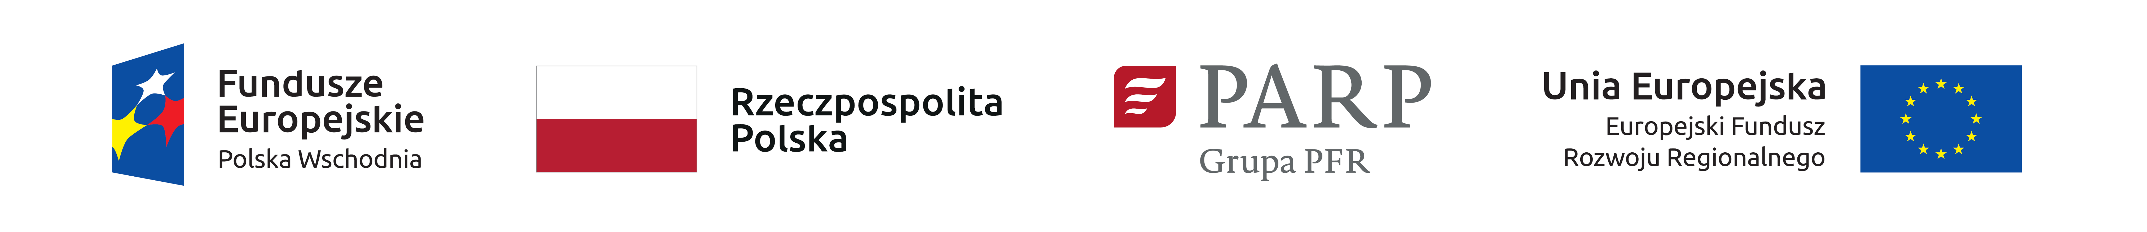 Fundusze
Europejskie
Polska Wschodnia
Rzeczpospolita
Polska
PARP
Grupa PFR
Unia Europejska
Europejski Fundusz
Rozwoju Regionalnego